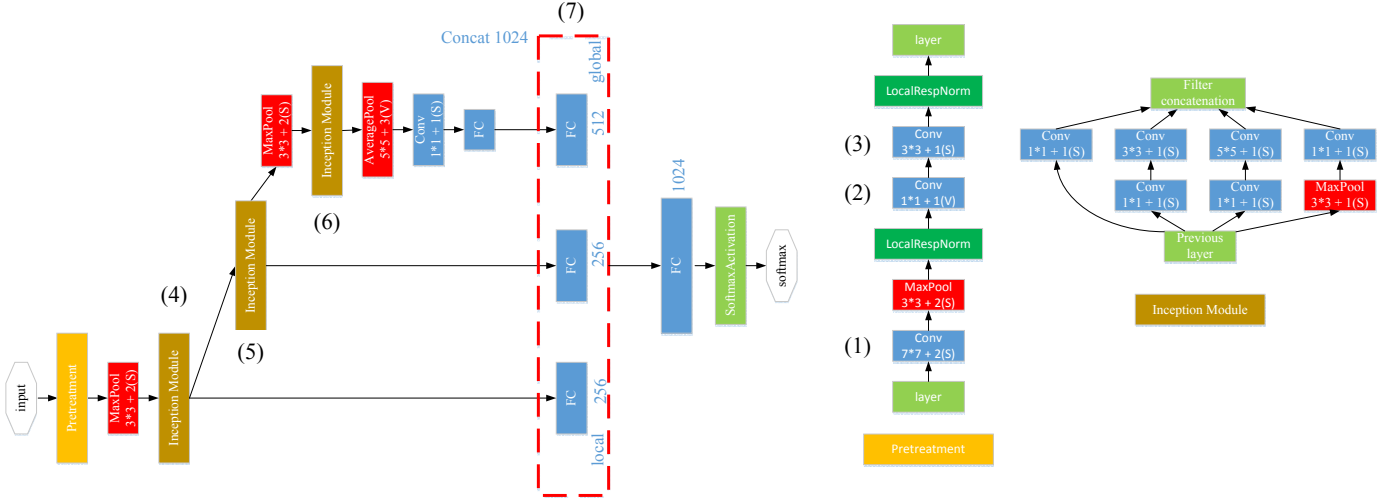 (7)
Concat 1024
global
512
FC
MaxPool
3*3 + 2(S)
Inception Module
AveragePool
5*5 + 3(V)
Conv
1*1 + 1(S)
FC
(6)
Inception Module
(5)
256
FC
1024
FC
SoftmaxActivation
softmax
(4)
input
Pretreatment
MaxPool
3*3 + 2(S)
Inception Module
256
FC
local
layer
LocalRespNorm
(3)
Conv
3*3 + 1(S)
(2)
Conv
1*1 + 1(V)
LocalRespNorm
MaxPool
3*3 + 2(S)
(1)
Conv
7*7 + 2(S)
layer
Pretreatment
Filter
concatenation
Conv
1*1 + 1(S)
Conv
3*3 + 1(S)
Conv
5*5 + 1(S)
Conv
1*1 + 1(S)
Conv
1*1 + 1(S)
Conv
1*1 + 1(S)
MaxPool
3*3 + 1(S)
Previous
layer
Inception Module